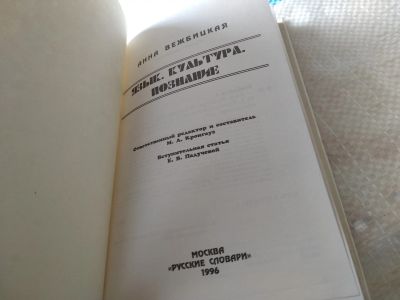 АННА ВЕЖБИЦКАЯ
ЯЗЫК. КУЛЬТУРА.
ПОЗНАНИЕ
Ответственный редактор и составитель
М. А. Кронгауз
Вступительная статья
Е. В. Падучевой
МОСКВА
«РУССКИЕ СЛОВАРИ»
1996